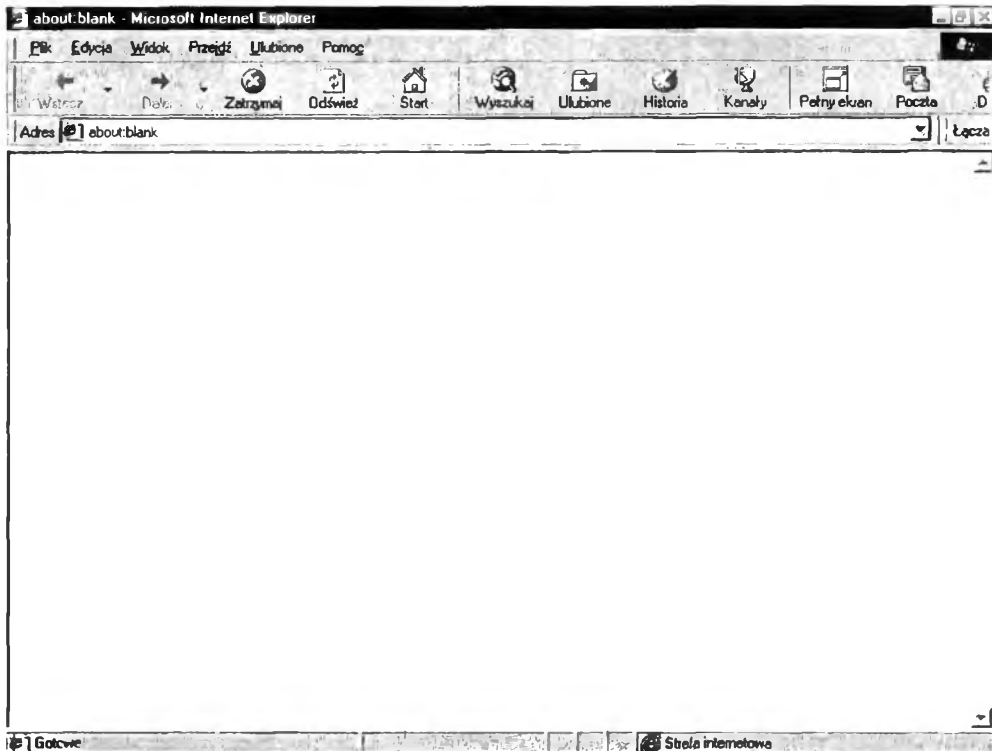 about:blank - Microsoft Internet Explorer
Plik Edycja Widok Przejdź Ulubione Pomoc
Wstecz Dalej Zatrzymaj Odśwież Start Wyszukaj Ulubione Historia Kanały Pełny ekran Poczta D
Adres about:blank Łącza
Gotowe Strefa internetowa